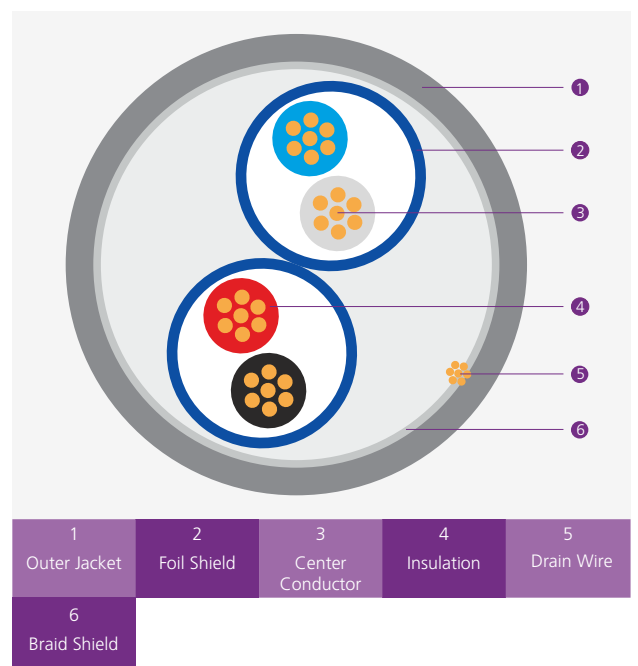 1
2
3
4
5
6
1
Outer Jacket
2
Foil Shield
3
Center
Conductor
4
Insulation
5
Drain Wire
6
Braid Shield